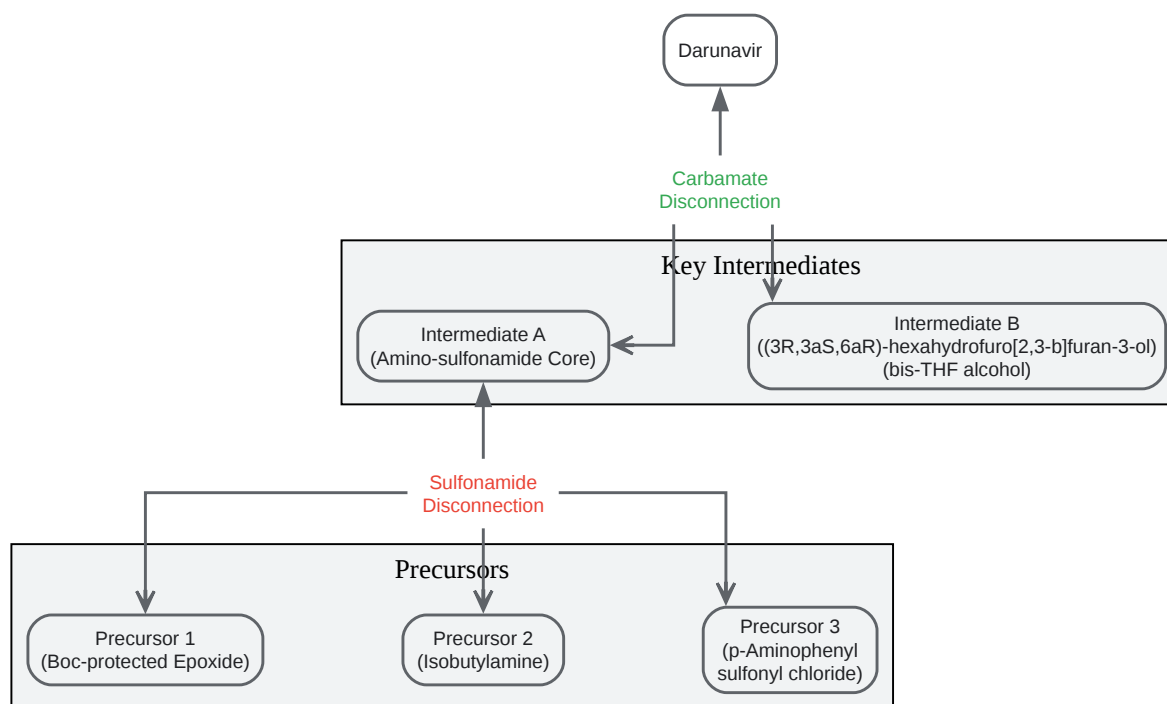 Darunavir
Carbamate
Disconnection
Key Intermediates
Intermediate A
(Amino-sulfonamide Core)
Intermediate B
((3R,3aS,6aR)-hexahydrofuro[2,3-b]furan-3-ol)
(bis-THF alcohol)
Sulfonamide
Disconnection
Precursors
Precursor 1
(Boc-protected Epoxide)
Precursor 2
(Isobutylamine)
Precursor 3
(p-Aminophenyl
sulfonyl chloride)